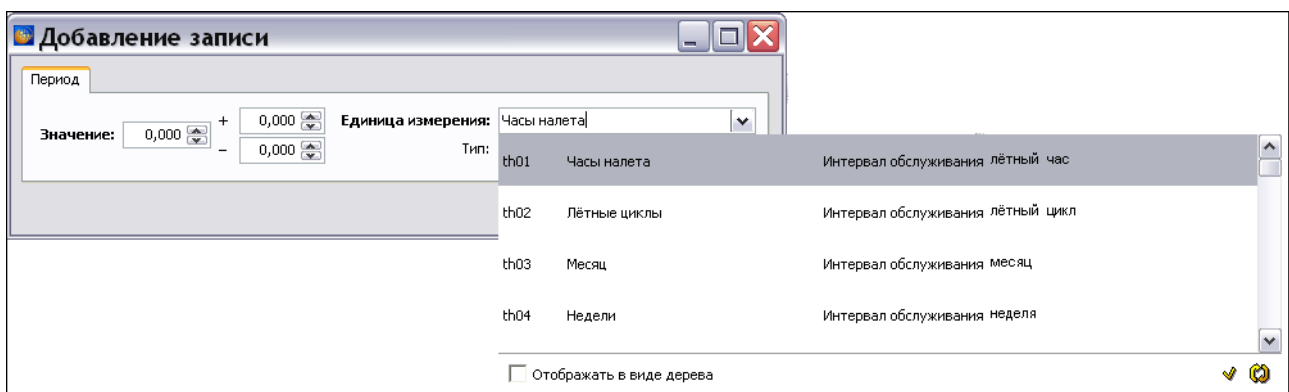 Добавление записи
Период
Значение: 0,000 + 0,000 Единица измерения: Часы налета
− 0,000 Тип:
th01 Часы налета Интервал обслуживания лётный час
th02 Лётные циклы Интервал обслуживания лётный цикл
th03 Месяц Интервал обслуживания месяц
th04 Недели Интервал обслуживания неделя
Отображать в виде дерева